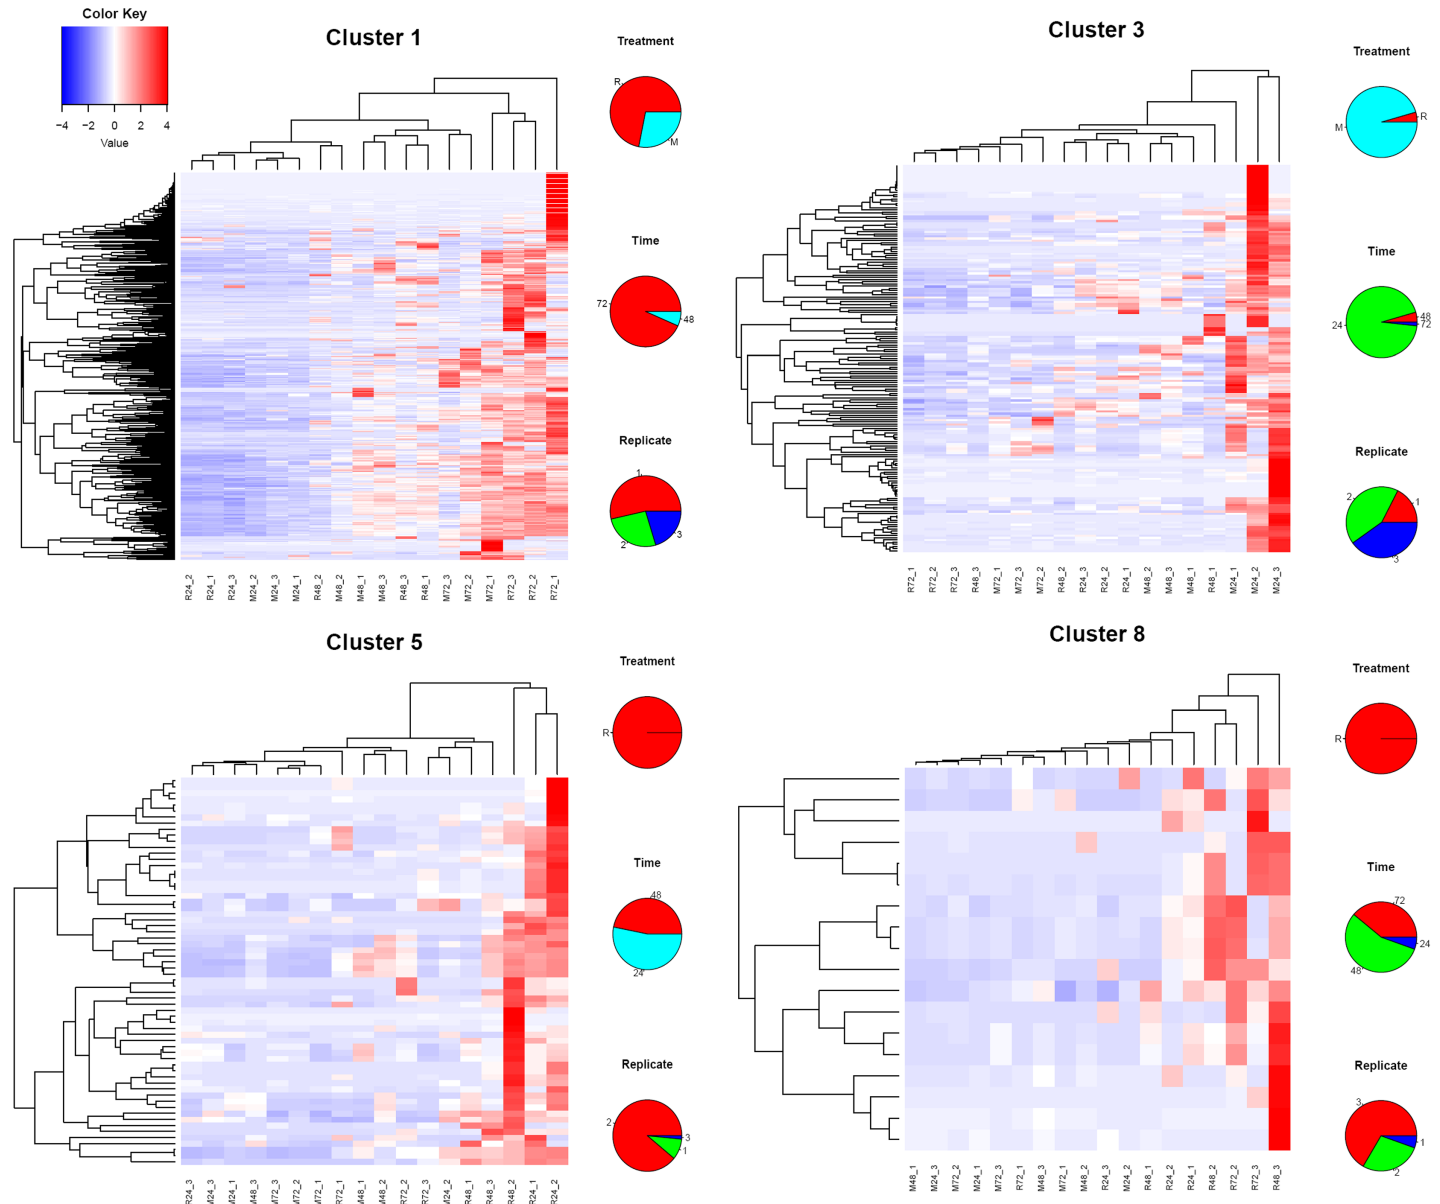 Color Key
−4 −2 0 2 4
Value
Cluster 1
Treatment
R
M
Time
72
48
Replicate
1
2
3
R24_2 R24_1 R24_3 M24_2 M24_3 M24_1 R48_2 M48_2 M48_1 M48_3 R48_3 R48_1 M72_3 M72_2 M72_1 R72_3 R72_2 R72_1
Cluster 3
Treatment
M
R
Time
24
48
72
Replicate
2
1
3
R72_1 R72_2 R72_3 R48_3 M72_1 M72_3 M72_2 R48_2 R24_3 R24_2 R24_1 M48_2 M48_3 M48_1 R48_1 M24_1 M24_2 M24_3
Cluster 5
Treatment
R
Time
48
24
Replicate
2
3
1
R24_3 M24_3 M24_1 M48_3 M72_3 M72_2 M72_1 R72_1 M48_1 M48_2 R72_2 R72_3 M24_2 R48_1 R48_3 R48_2 R24_1 R24_2
Cluster 8
Treatment
R
Time
72
24
48
Replicate
3
1
2
M48_1 M24_3 M72_2 M24_1 M72_3 R72_1 M48_3 M72_1 M48_2 R24_3 M24_2 R48_1 R24_2 R24_1 R48_2 R72_2 R72_3 R48_3